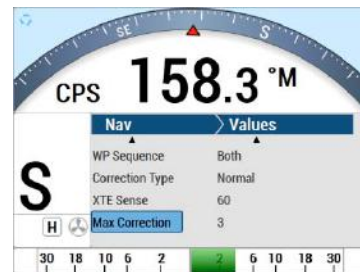 SE S
CPS 158.3 °M
Nav Values
WP Sequence Both
Correction Type Normal
XTE Sense 60
S
H Max Correction 3
30 18 10 6 2 2 6 10 18 30